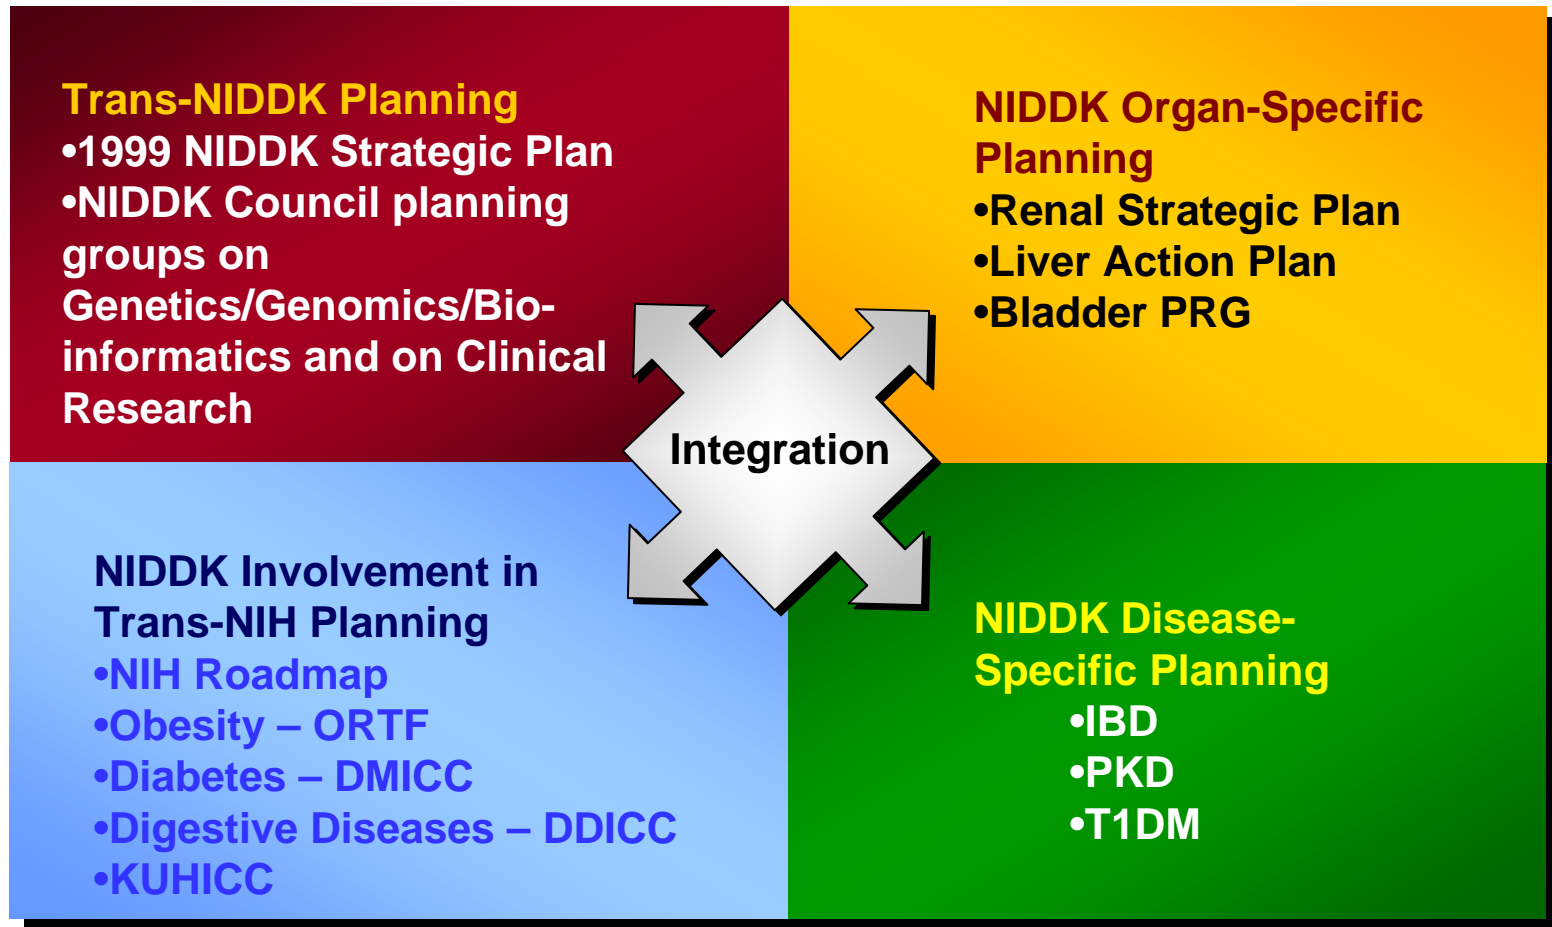 Trans-NIDDK Planning
•1999 NIDDK Strategic Plan
•NIDDK Council planning
groups on
Genetics/Genomics/Bio-
informatics and on Clinical
Research
NIDDK Organ-Specific
Planning
•Renal Strategic Plan
•Liver Action Plan
•Bladder PRG
Integration
NIDDK Involvement in
Trans-NIH Planning
•NIH Roadmap
•Obesity – ORTF
•Diabetes – DMICC
•Digestive Diseases – DDICC
•KUHICC
NIDDK Disease-
Specific Planning
•IBD
•PKD
•T1DM